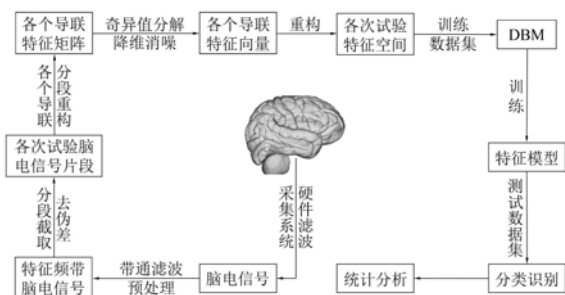 各个导联
特征矩阵
奇异值分解
降维消噪
各个导联
特征向量
重构
各次试验
特征空间
训练
数据集
DBM
训练
特征模型
测试数据集
分类识别
统计分析
各个导联
分段重构
各次试验脑
电信号片段
分段截取
去伪差
特征频带
脑电信号
带通滤波
预处理
脑电信号
采集系统
硬件滤波